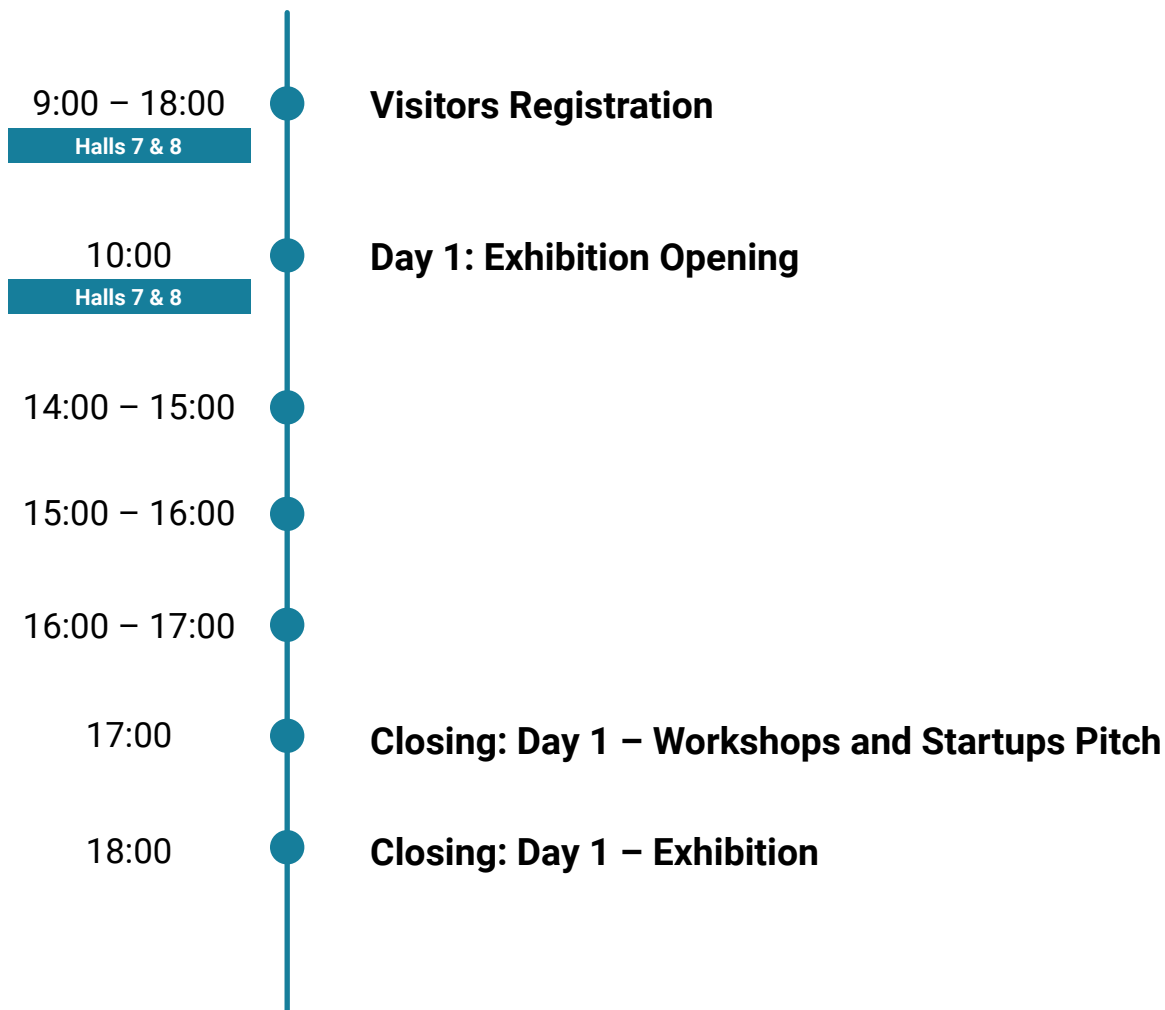 9:00 – 18:00
Visitors Registration
Halls 7 & 8
10:00
Day 1: Exhibition Opening
Halls 7 & 8
14:00 – 15:00
15:00 – 16:00
16:00 – 17:00
17:00
Closing: Day 1 – Workshops and Startups Pitch
18:00
Closing: Day 1 – Exhibition